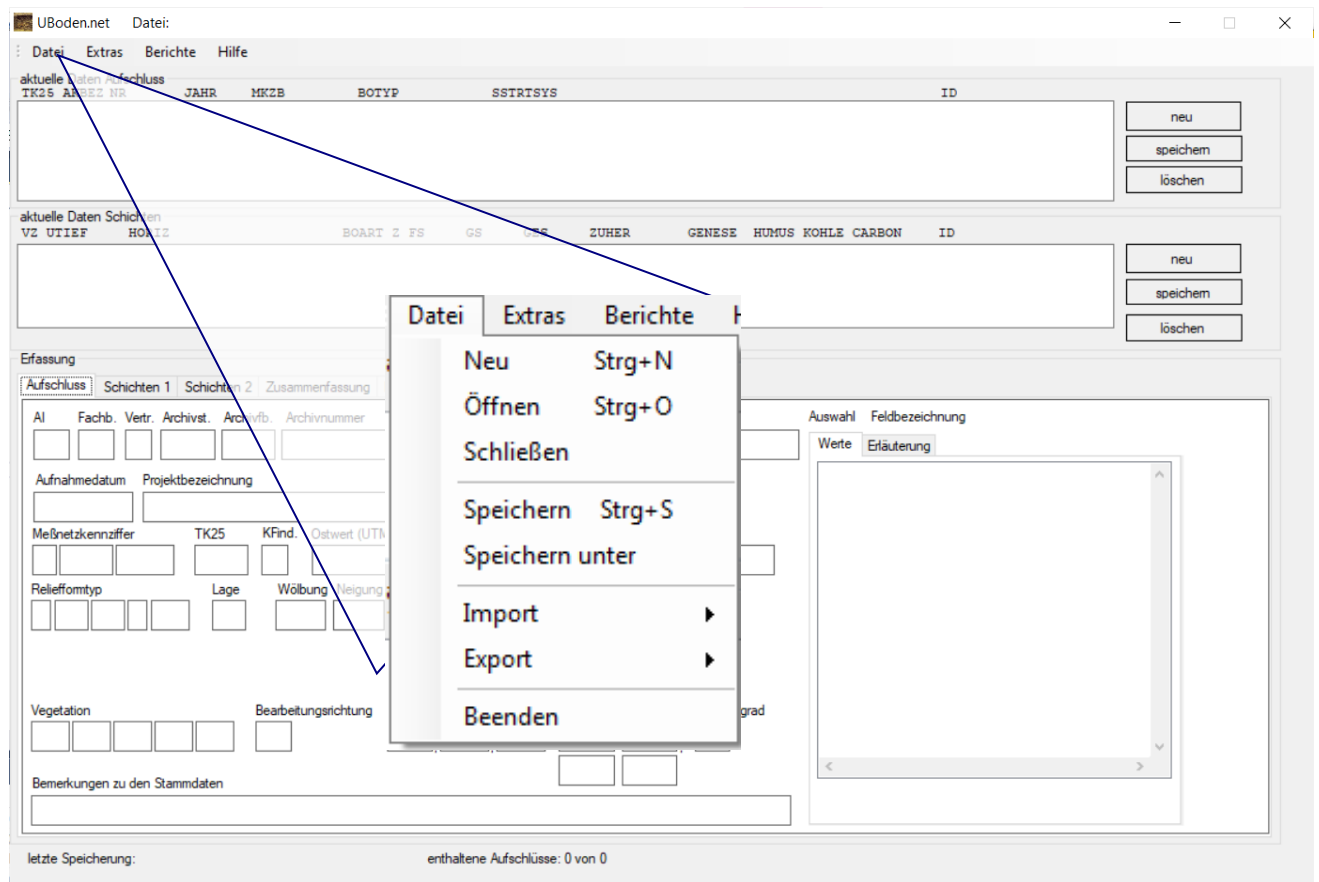 UBoden.net Datei:
Datei Extras Berichte Hilfe
aktuelle Daten Aufschluss
TK25 ARBEZ NR JAHR MKZB BOTYP SSTRTSYS ID
neu
speichern
löschen
aktuelle Daten Schichten
VZ UTIEF HORIZ BOART Z FS GS GES ZUHER GENESE HUMUS KOHLE CARBON ID
neu
speichern
löschen
Datei Extras Berichte
Neu Strg+N
Öffnen Strg+O
Schließen
Speichern Strg+S
Speichern unter
Import
Export
Beenden
Erfassung
Aufschluss Schichten 1 Schichten 2 Zusammenfassung
AI Fachb. Vertr. Archivst. Archivfb. Archivnummer
Aufnahmedatum Projektbezeichnung
Meßnetzkennziffer TK25 KFind. Ostwert (UTM
Reliefformtyp Lage Wölbung Neigung
Vegetation Bearbeitungsrichtung grad
Bemerkungen zu den Stammdaten
Auswahl Feldbezeichnung
Werte Erläuterung
letzte Speicherung: enthaltene Aufschlüsse: 0 von 0